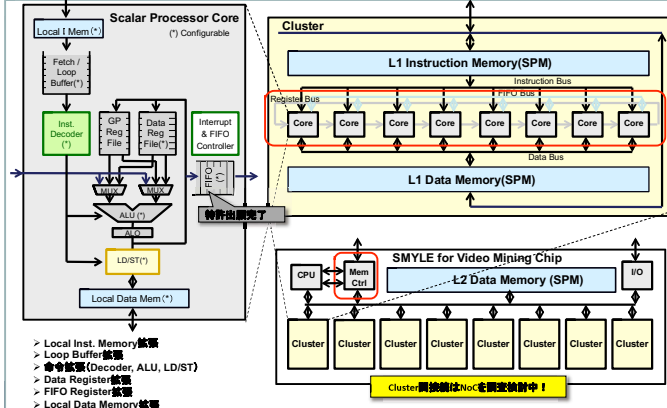 Scalar Processor Core
(*) Configurable
Local I Mem(*)
Fetch /
Loop
Buffer(*)
Inst.
Decoder
(*)
GP
Reg
File
Data
Reg
File(*)
Interrupt
& FIFO
Controller
MUX
MUX
FIFO
(*)
特許出願完了
ALU (*)
ALO
LD/ST(*)
Local Data Mem (*)
➢ Local Inst. Memory拡張
➢ Loop Buffer拡張
➢ 命令拡張(Decoder, ALU, LD/ST)
➢ Data Register拡張
➢ FIFO Register拡張
➢ Local Data Memory拡張
Cluster
L1 Instruction Memory(SPM)
Instruction Bus
FIFO Bus
Register Bus
Core Core Core Core Core Core Core Core
Data Bus
L1 Data Memory(SPM)
SMYLE for Video Mining Chip
CPU
Mem
Ctrl
L2 Data Memory (SPM)
I/O
Cluster Cluster Cluster Cluster Cluster Cluster Cluster Cluster
Cluster間接続はNoCを調査検討中！